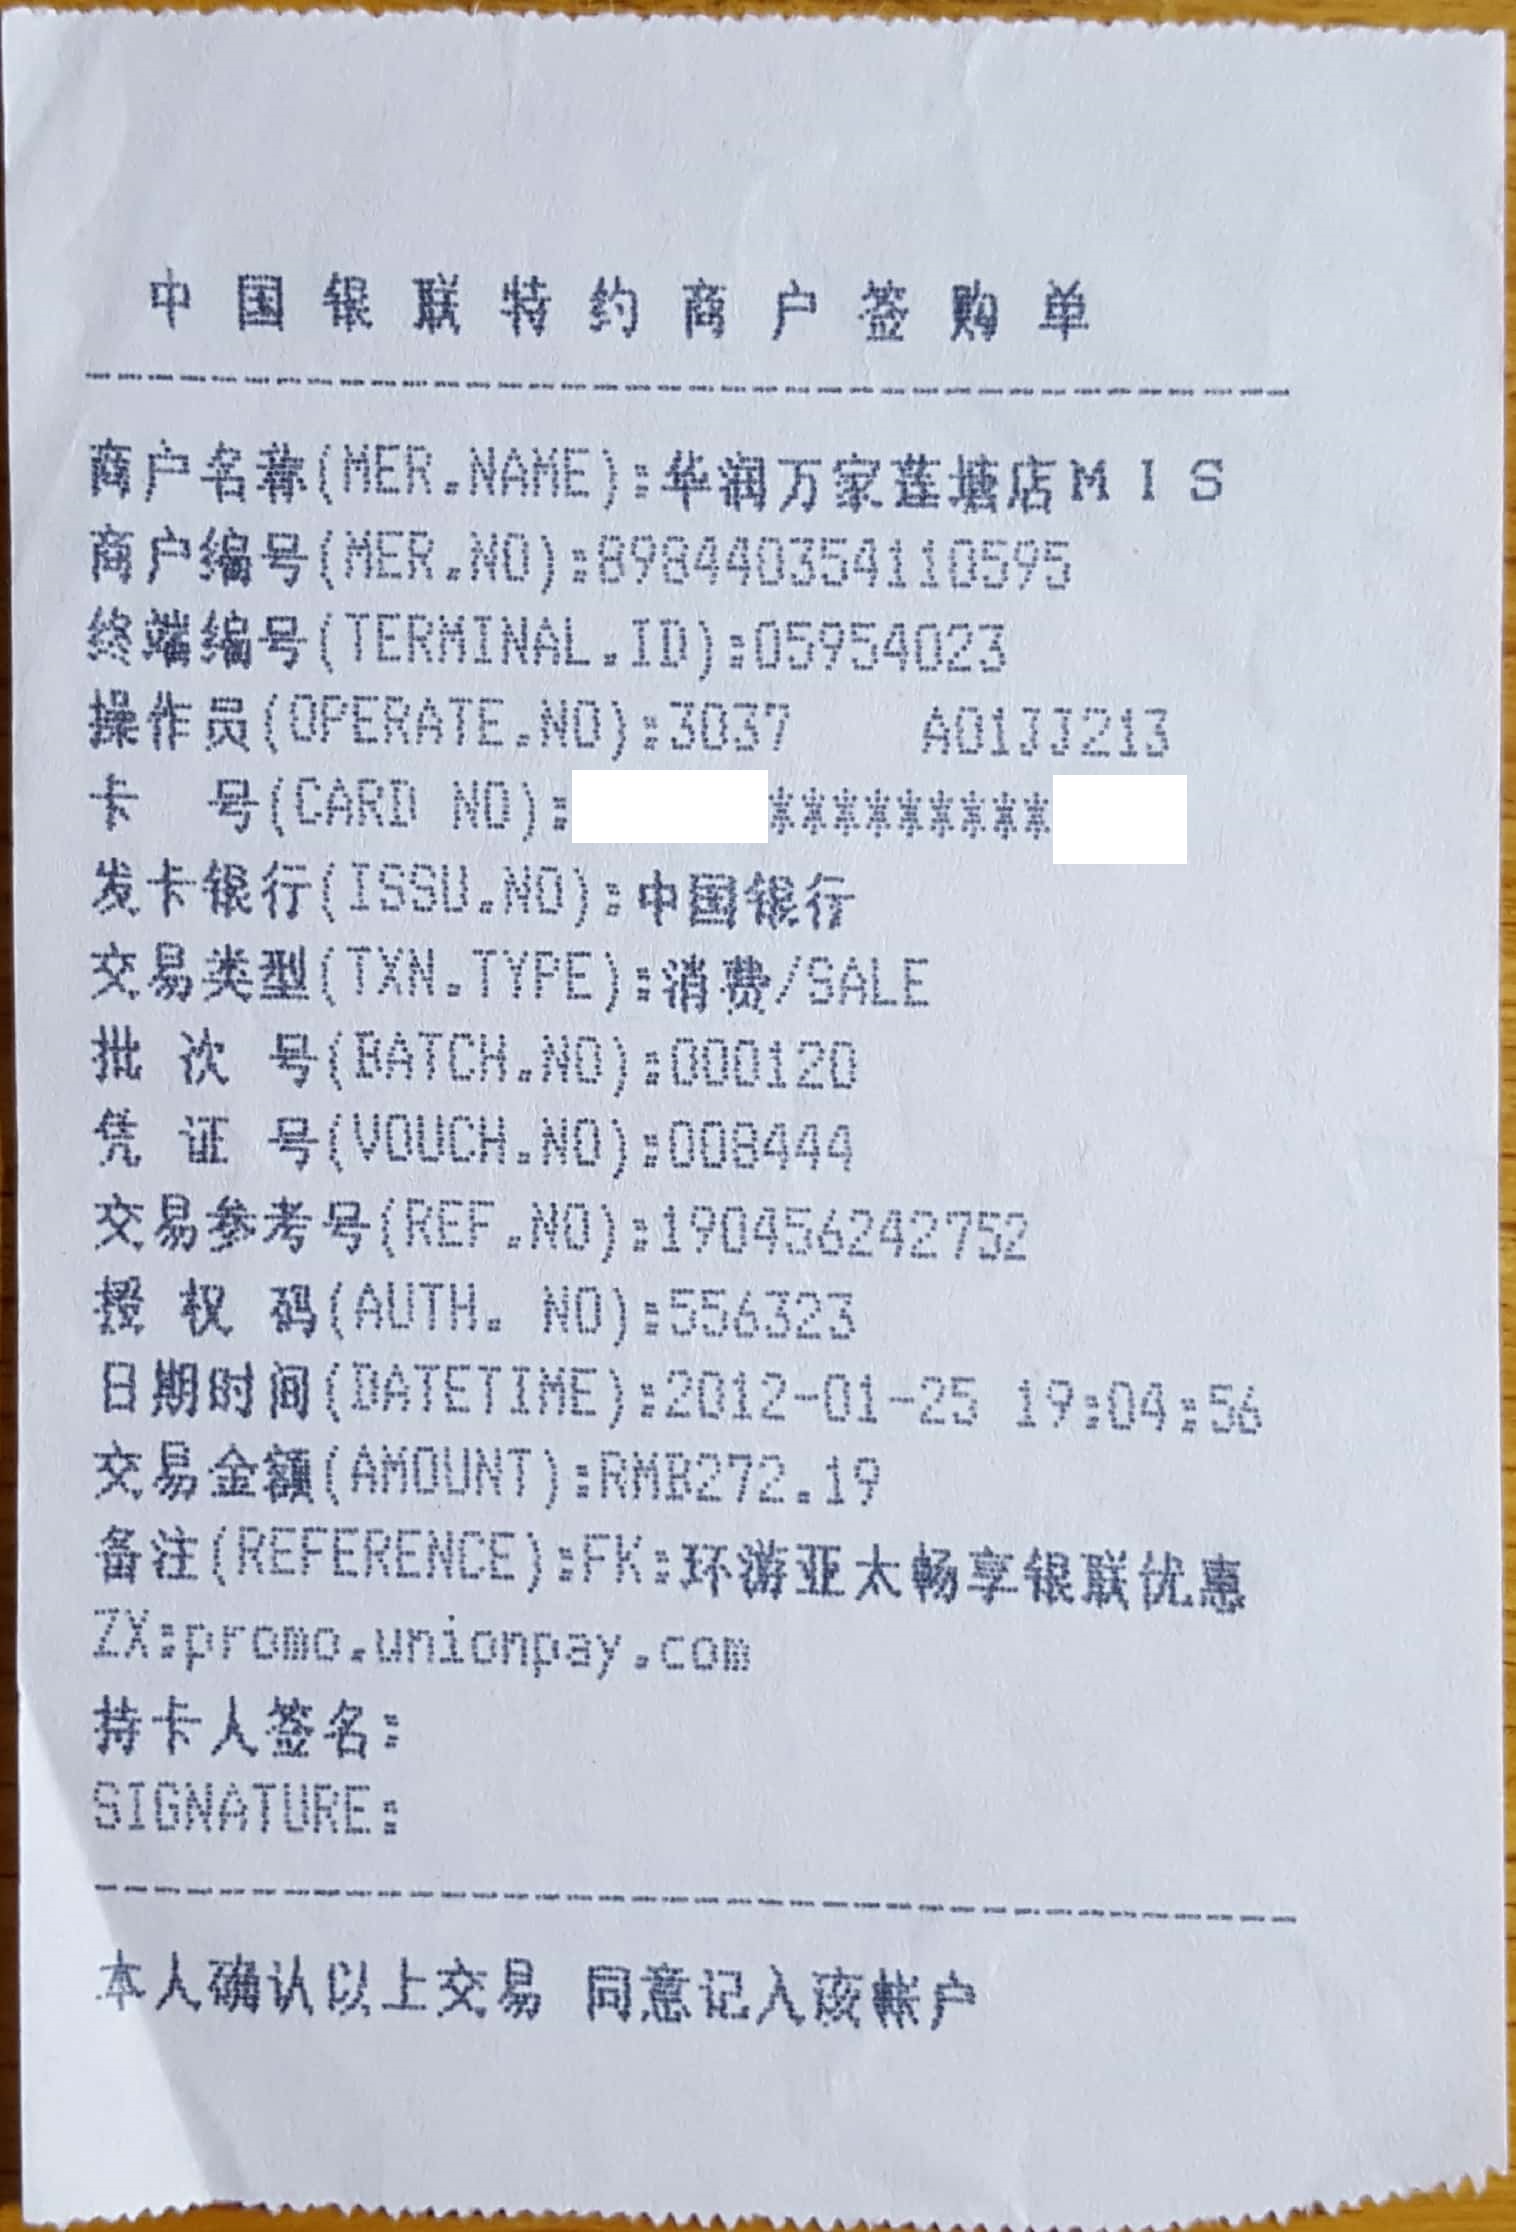 中国银联特约商户签购单
商户名称(MER.NAME):华润万家莲塘店MIS
商户编号(MER.NO):898440354110595
终端编号(TERMINAL.ID):05954023
操作员(OPERATE.NO):3037 A01JJ213
卡 号(CARD NO):*********
发卡银行(ISSU.NO):中国银行
交易类型(TXN.TYPE):消费/SALE
批 次 号(BATCH.NO):000120
凭 证 号(VOUCH.NO):008444
交易参考号(REF.NO):190456242752
授 权 码(AUTH. NO):556323
日期时间(DATETIME):2012-01-25 19:04:56
交易金额(AMOUNT):RMB272.19
备注(REFERENCE):FK:环游亚太畅享银联优惠
ZX:promo.unionpay.com
持卡人签名:
SIGNATURE:
本人确认以上交易 同意记入该帐户